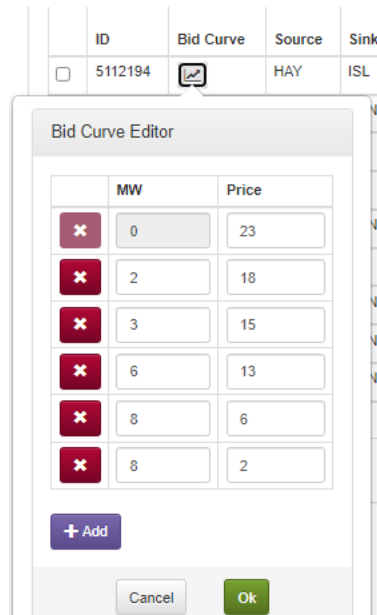 ID Bid Curve Source Sink
5112194 HAY ISL
Bid Curve Editor
MW Price
0 23
2 18
3 15
6 13
8 6
8 2
+ Add
Cancel Ok